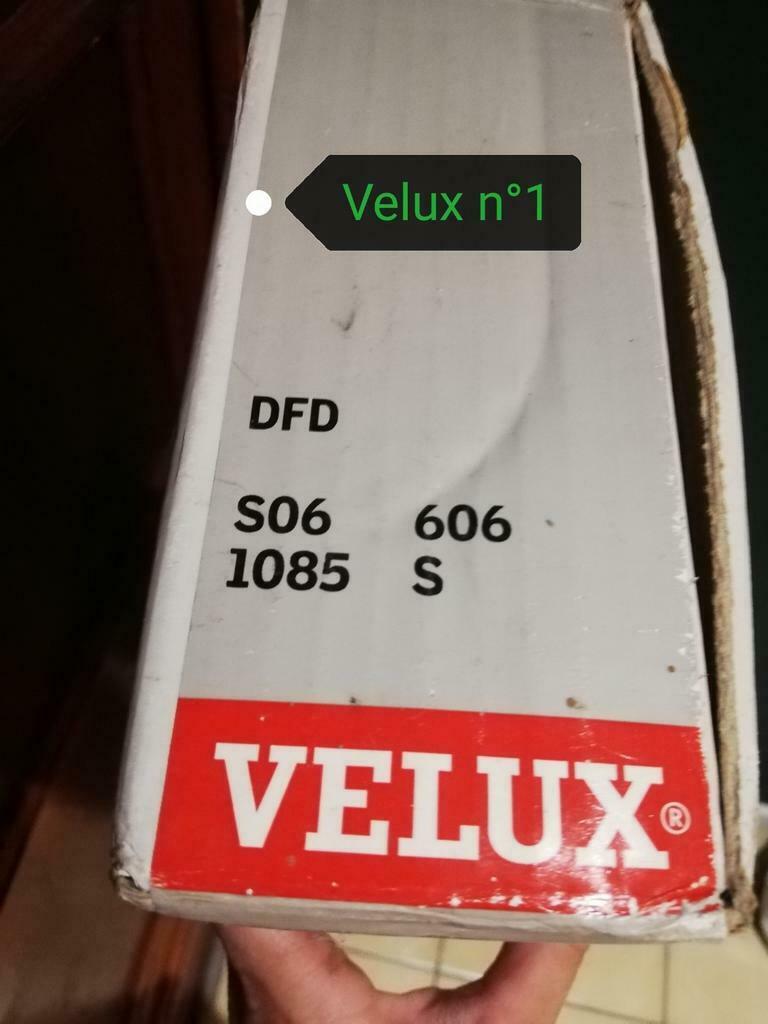 Velux n°1
DFD
S06 606
1085 S
VELUX®